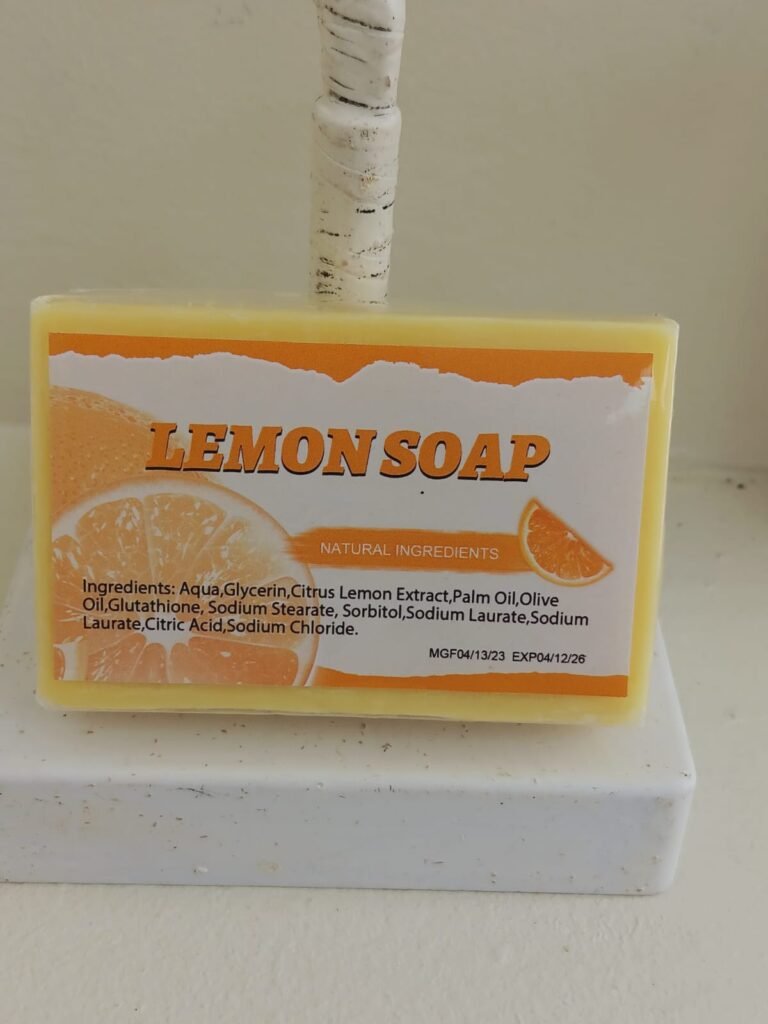 LEMON SOAP
NATURAL INGREDIENTS
Ingredients: Aqua,Glycerin,Citrus Lemon Extract,Palm Oil,Olive
Oil,Glutathione, Sodium Stearate, Sorbitol,Sodium Laurate,Sodium
Laurate,Citric Acid,Sodium Chloride.
MGF04/13/23 EXP04/12/26